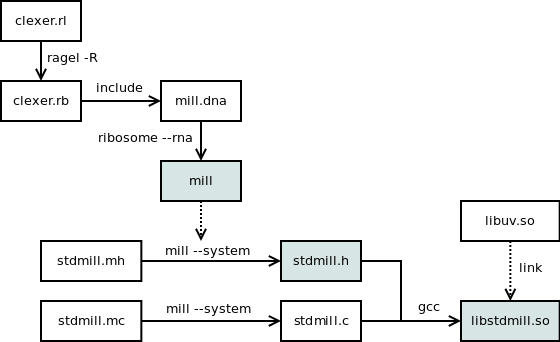 clexer.rl
ragel -R
clexer.rb
include
mill.dna
ribosome --rna
mill
libuv.so
stdmill.mh
mill --system
stdmill.h
link
stdmill.mc
mill --system
stdmill.c
gcc
libstdmill.so